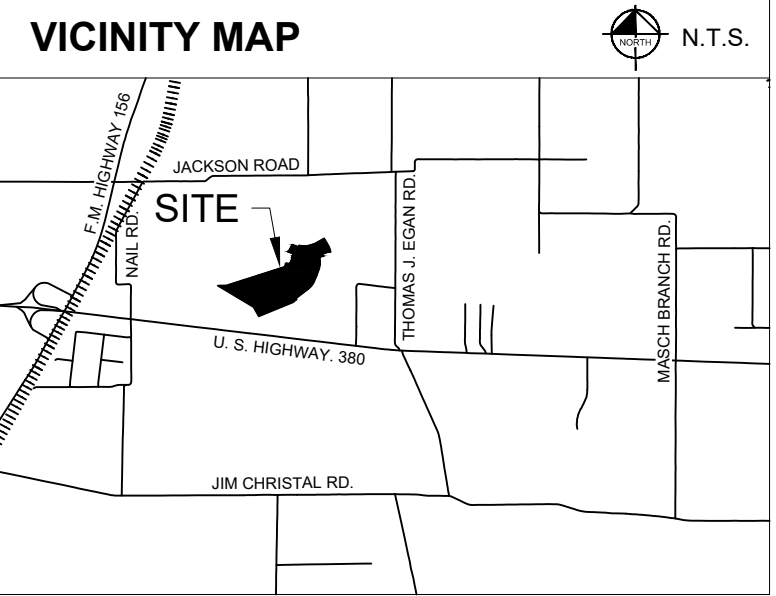 VICINITY MAP
NORTH
N.T.S.
F.M. HIGHWAY 156
JACKSON ROAD
SITE
NAIL RD.
THOMAS J. EGAN RD.
MASCH BRANCH RD.
U. S. HIGHWAY. 380
JIM CHRISTAL RD.